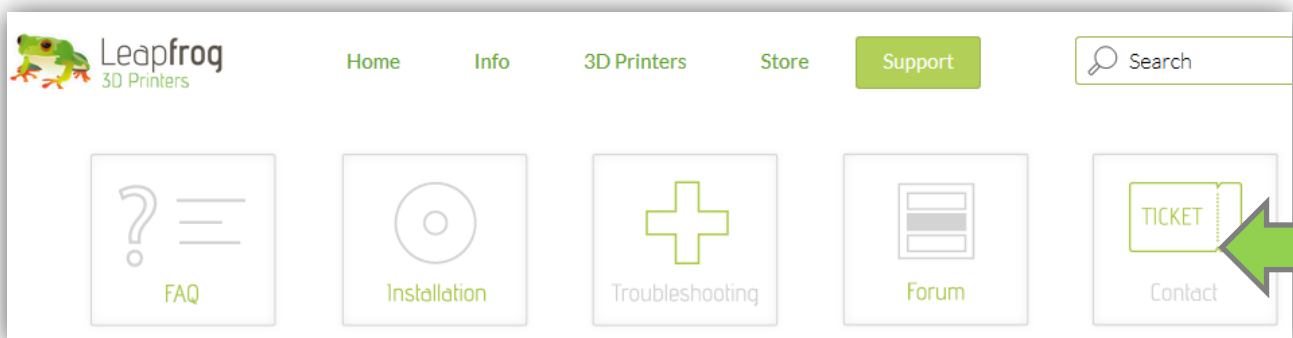 Leapfrog
3D Printers
Home Info 3D Printers Store Support Search
TICKET
FAQ Installation Troubleshooting Forum Contact